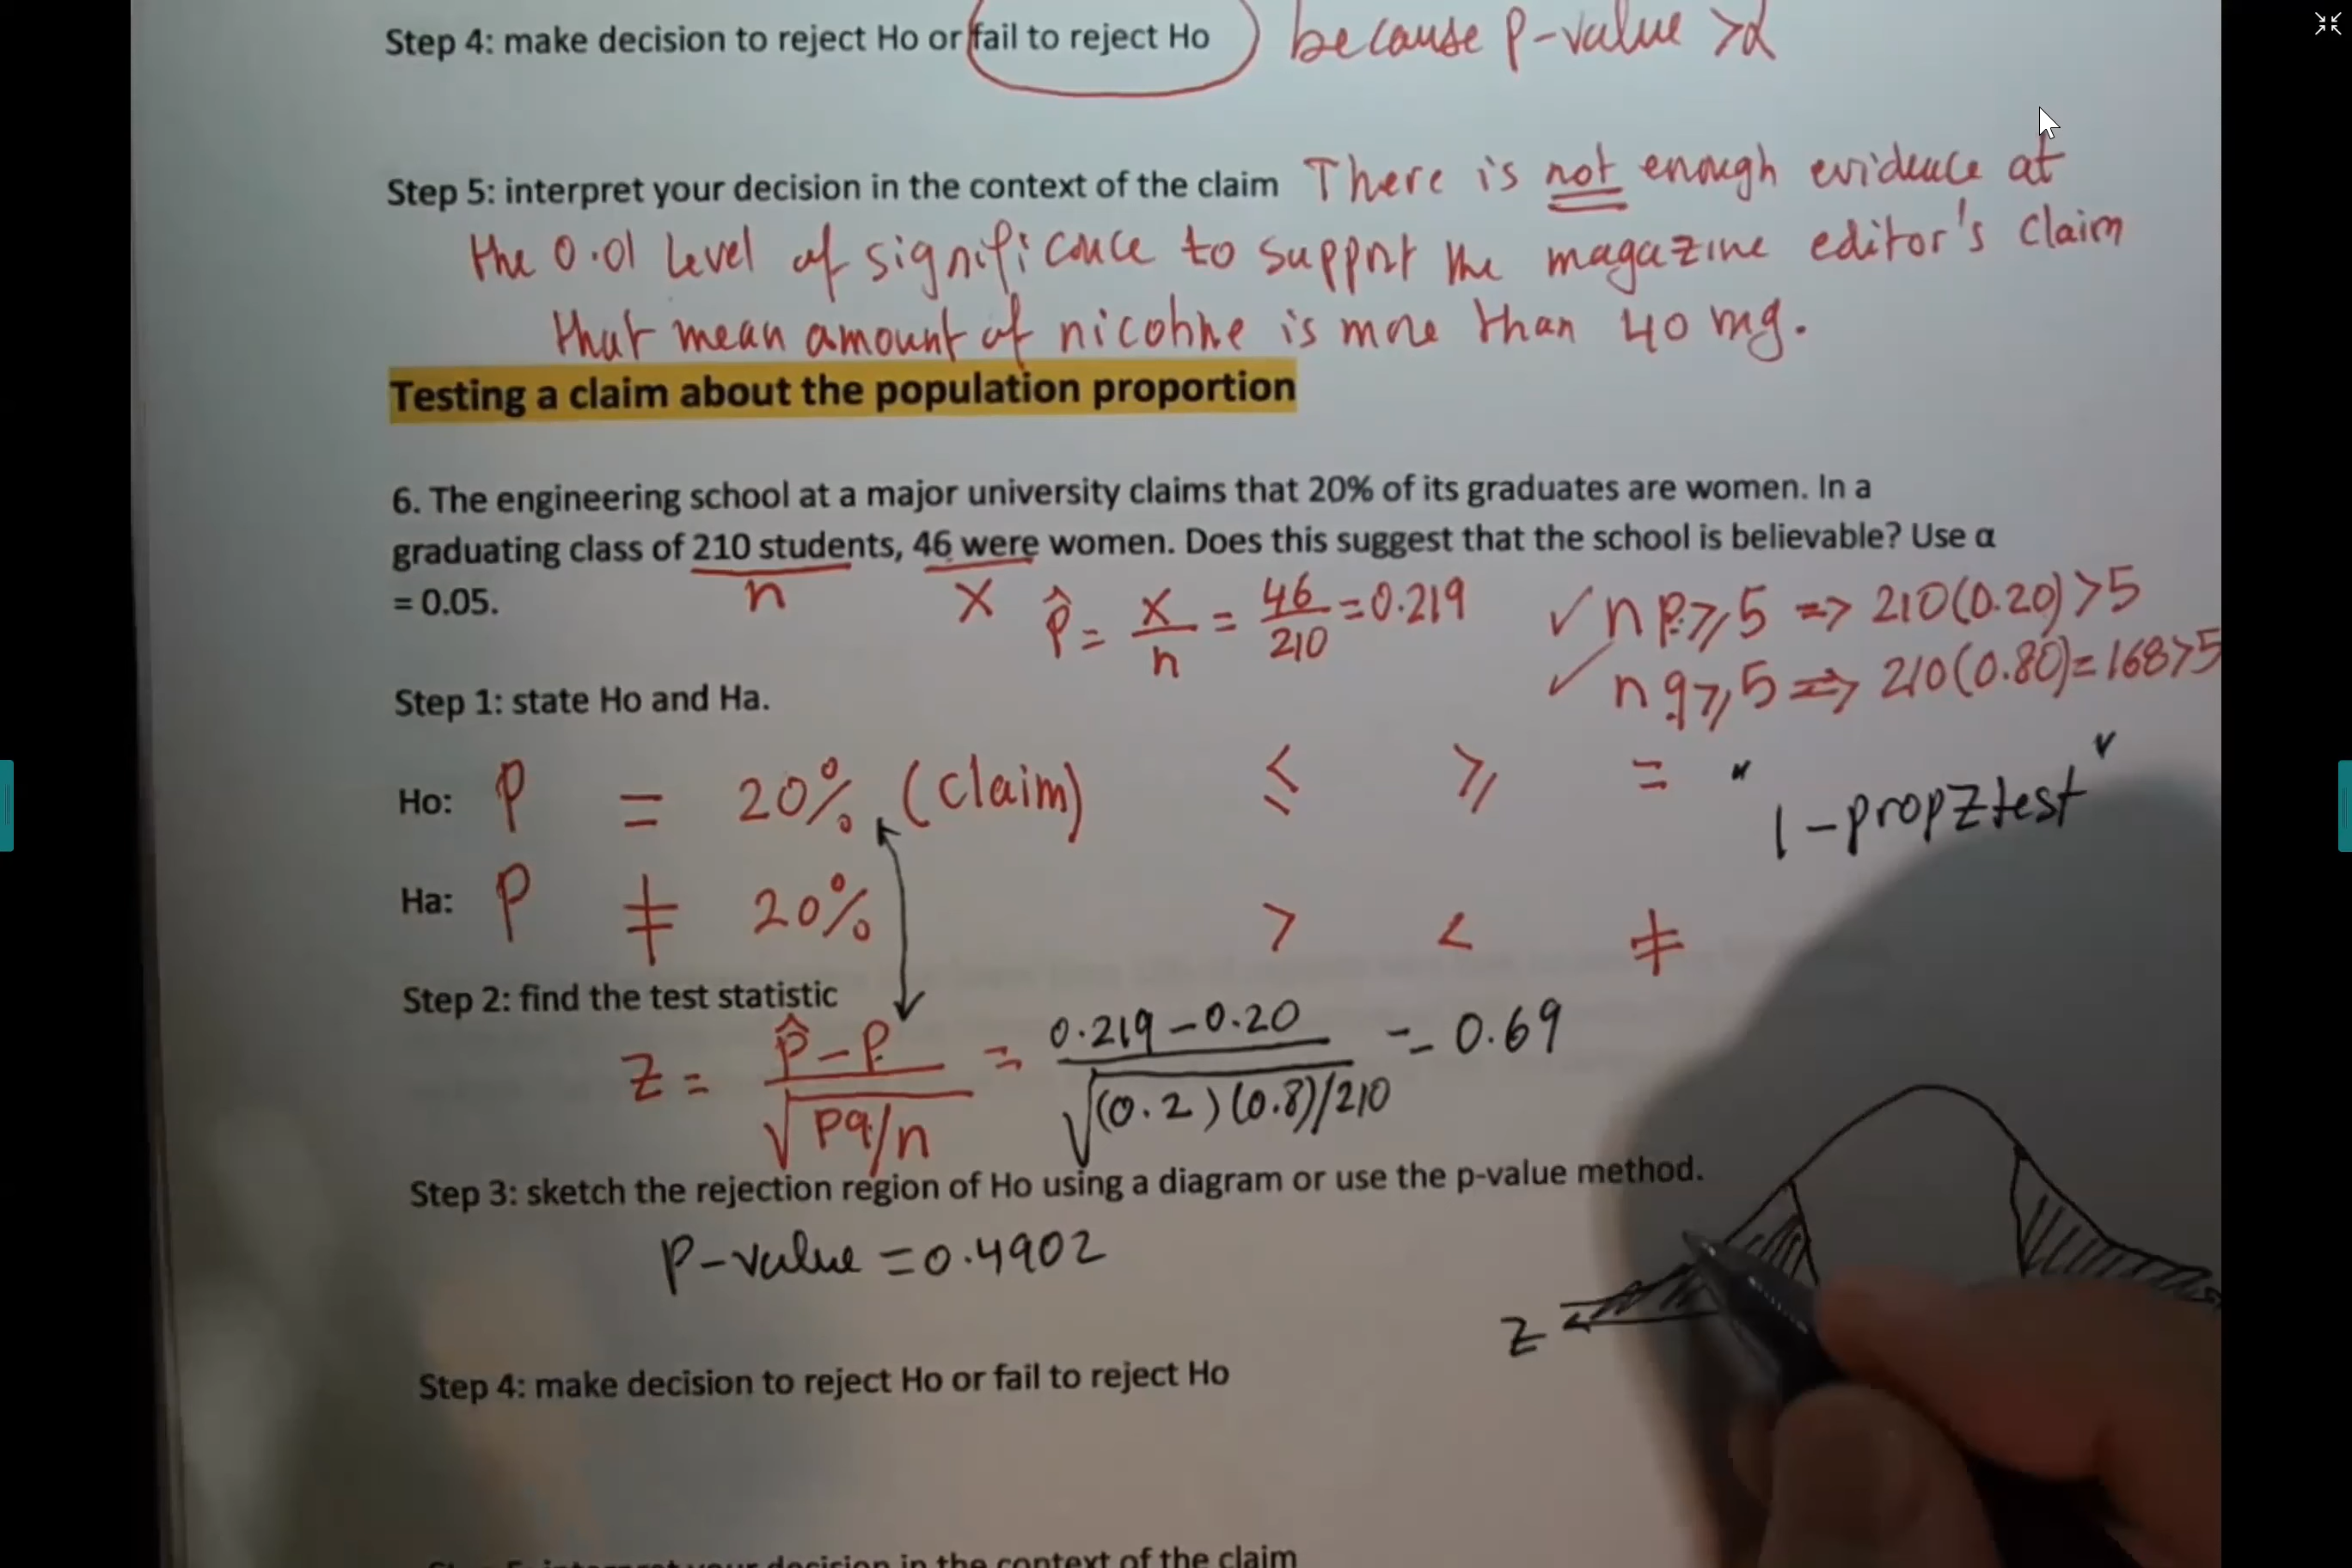 Step 4: make decision to reject Ho or fail to reject Ho because p-value >α
Step 5: interpret your decision in the context of the claim There is not enough evidence at
the 0.01 level of significance to support the magazine editor's claim
that mean amount of nicotine is more than 40 mg.
Testing a claim about the population proportion
6. The engineering school at a major university claims that 20% of its graduates are women. In a
graduating class of 210 students, 46 were women. Does this suggest that the school is believable? Use α
= 0.05.
n x p̂ = x/n = 46/210 = 0.219
✓ np ≥ 5 => 210(0.20) > 5
✓ nq ≥ 5 => 210(0.80) = 168 > 5
Step 1: state Ho and Ha.
Ho: P = 20% (claim) ≤ ≥ = "1-propZtest"
Ha: P ≠ 20% > < ≠
Step 2: find the test statistic
Z = p̂ - p / √pq/n = 0.219 - 0.20 / √(0.2)(0.8)/210 = 0.69
Step 3: sketch the rejection region of Ho using a diagram or use the p-value method.
P-value = 0.4902
Z
Step 4: make decision to reject Ho or fail to reject Ho
decision in the context of the claim